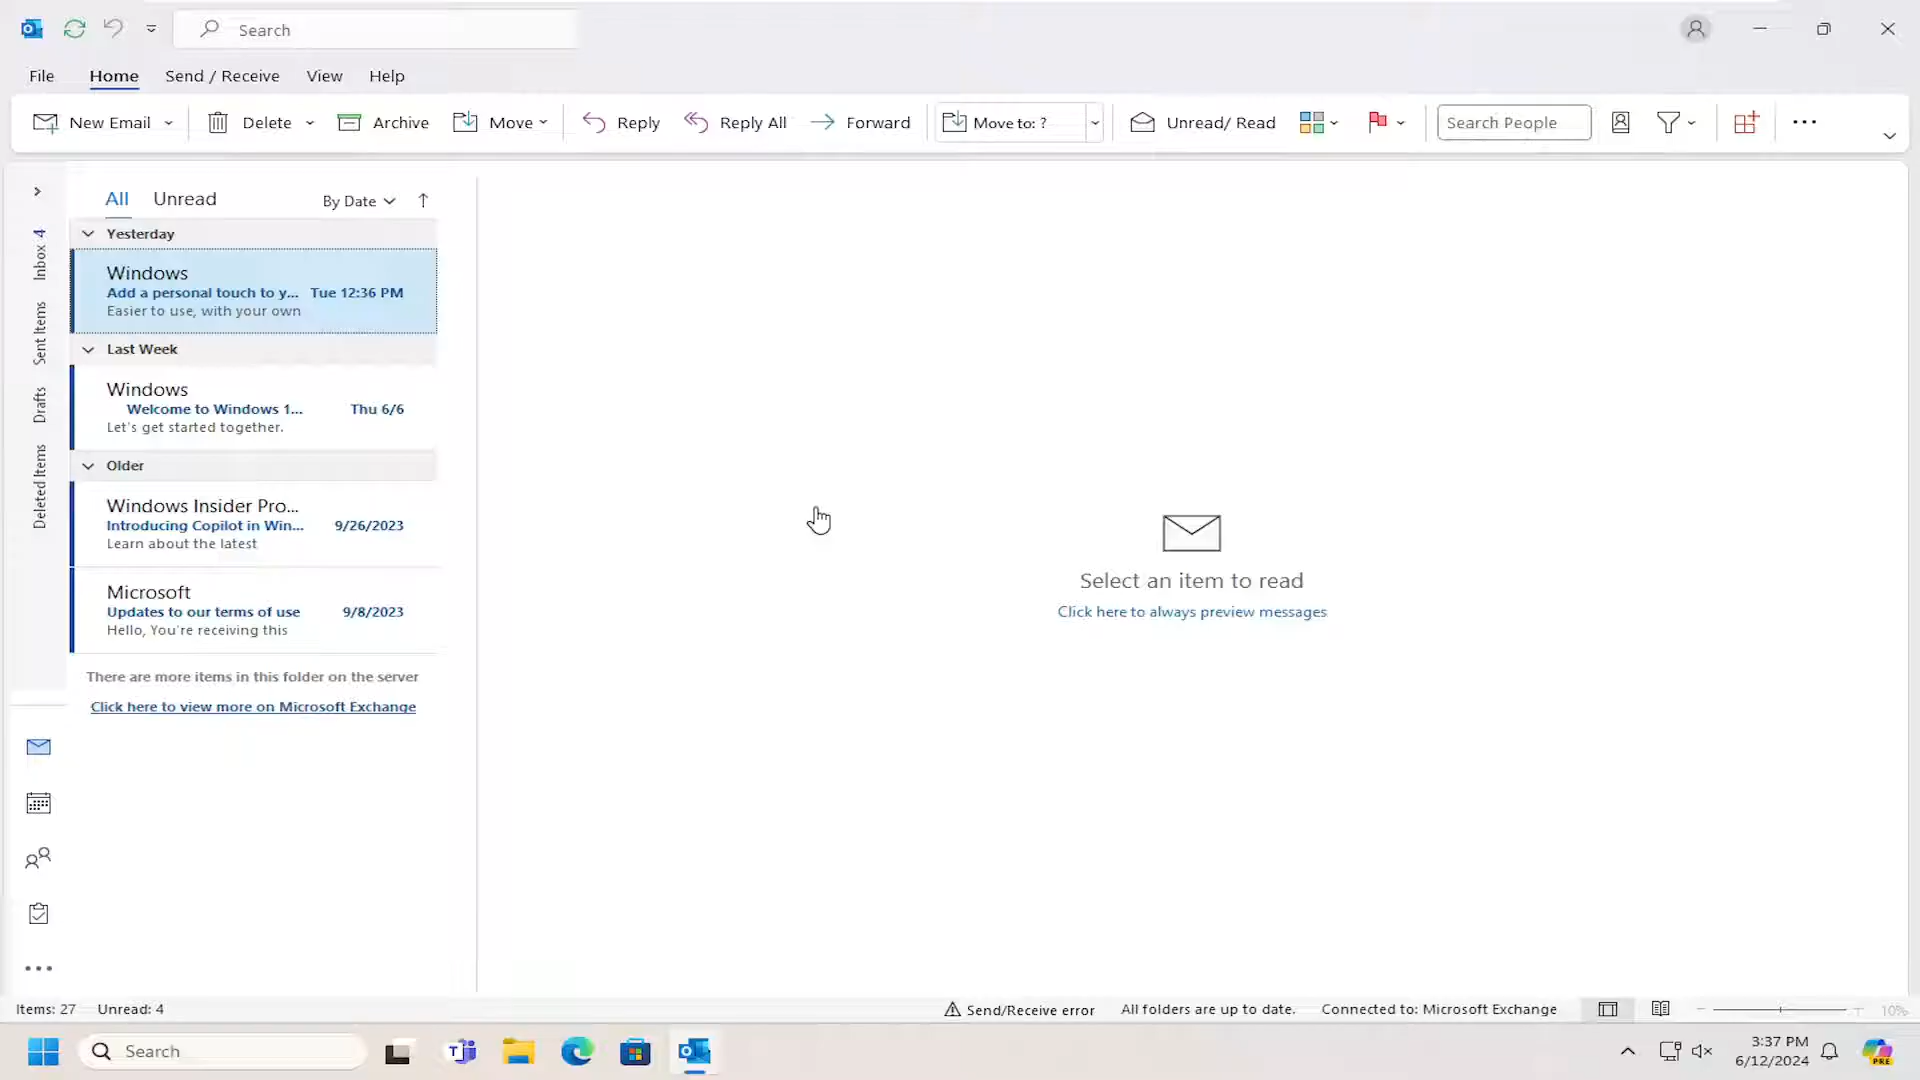 Search
File Home Send / Receive View Help
New Email Delete Archive Move Reply Reply All Forward Move to: ? Unread/ Read Search People
All Unread By Date
Yesterday
Windows
Add a personal touch to y... Tue 12:36 PM
Easier to use, with your own
Last Week
Windows
Welcome to Windows 1... Thu 6/6
Let's get started together.
Older
Windows Insider Pro...
Introducing Copilot in Win... 9/26/2023
Learn about the latest
Microsoft
Updates to our terms of use 9/8/2023
Hello, You're receiving this
There are more items in this folder on the server
Click here to view more on Microsoft Exchange
Inbox 4
Sent Items
Drafts
Deleted Items
Select an item to read
Click here to always preview messages
Items: 27 Unread: 4 Send/Receive error All folders are up to date. Connected to: Microsoft Exchange 10%
Search
3:37 PM
6/12/2024
PRE